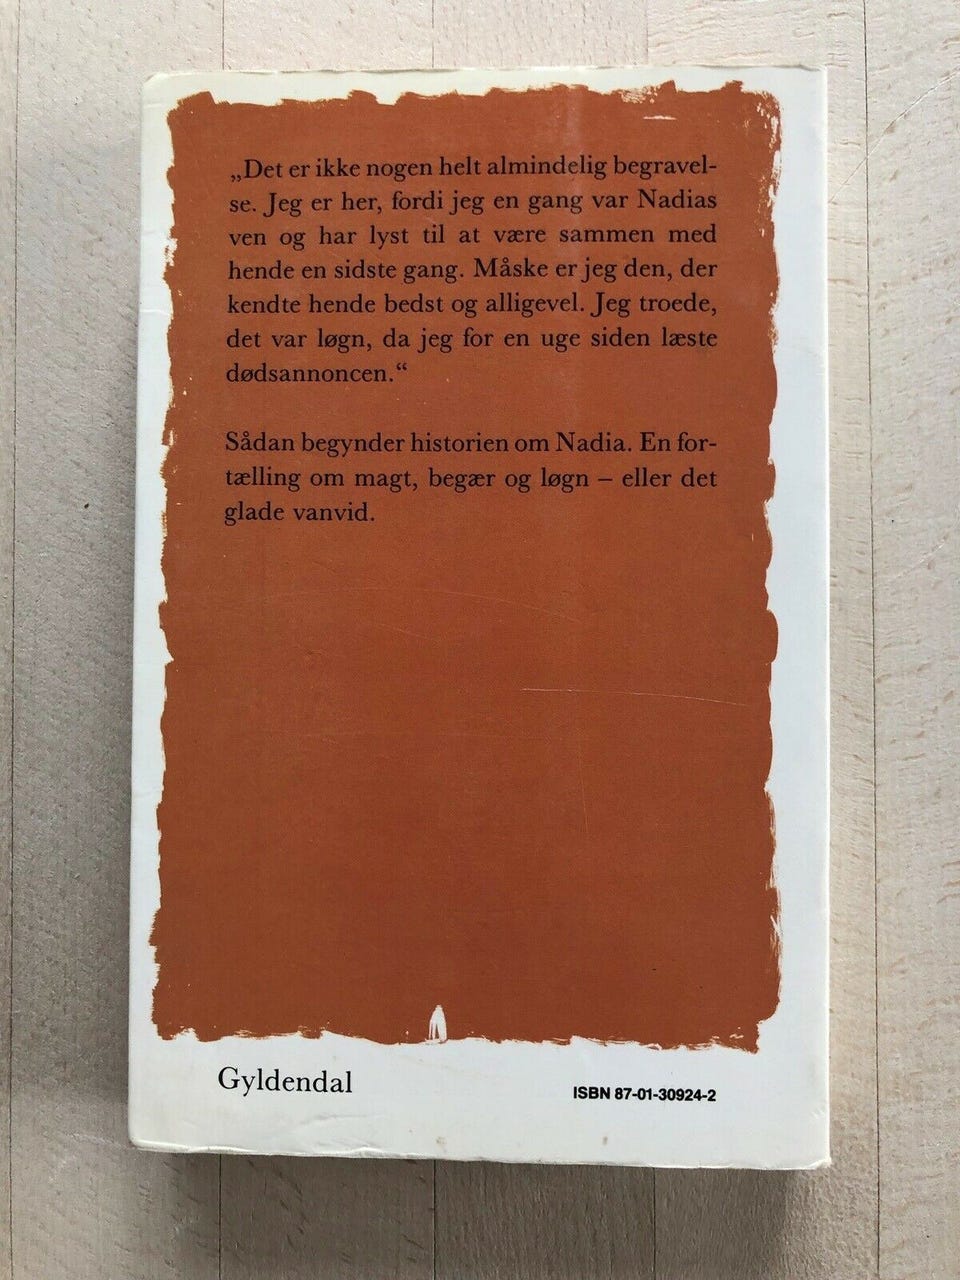 „Det er ikke nogen helt almindelig begravel-
se. Jeg er her, fordi jeg en gang var Nadias
ven og har lyst til at være sammen med
hende en sidste gang. Måske er jeg den, der
kendte hende bedst og alligevel. Jeg troede,
det var løgn, da jeg for en uge siden læste
dødsannoncen.“
Sådan begynder historien om Nadia. En for-
tælling om magt, begær og løgn – eller det
glade vanvid.
Gyldendal
ISBN 87-01-30924-2